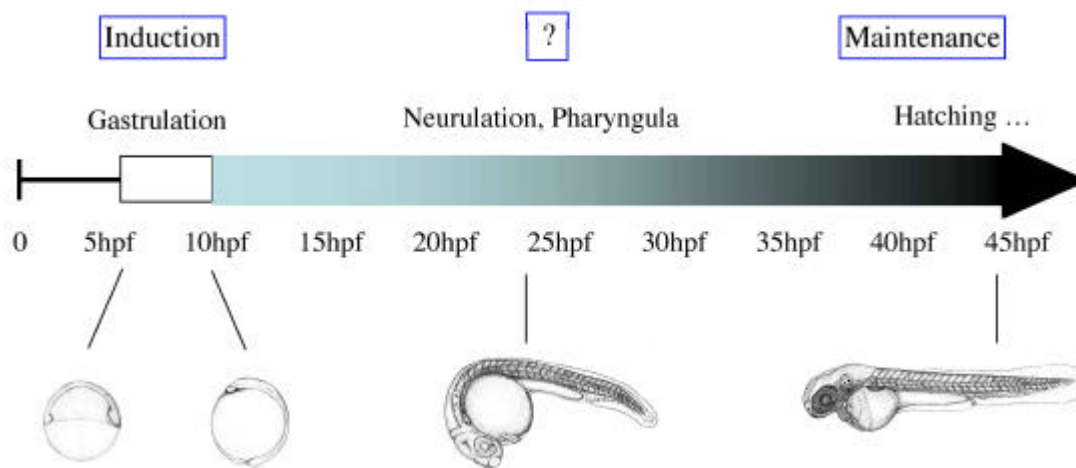 Induction ? Maintenance
Gastrulation Neurulation, Pharyngula Hatching ...
0 5hpf 10hpf 15hpf 20hpf 25hpf 30hpf 35hpf 40hpf 45hpf